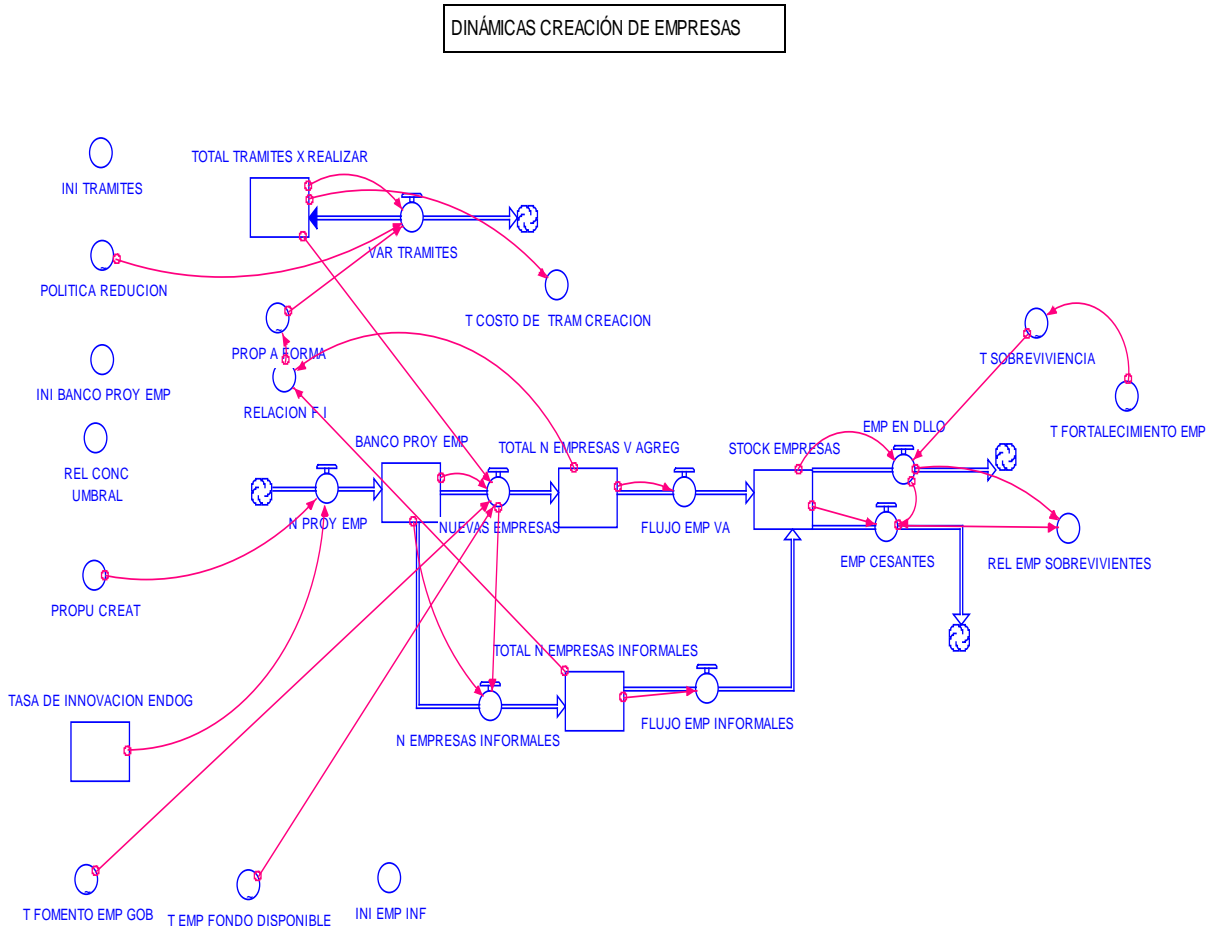 DINÁMICAS CREACIÓN DE EMPRESAS
TOTAL TRAMITES X REALIZAR
INI TRAMITES
VAR TRAMITES
POLITICA REDUCION
T COSTO DE TRAM CREACION
PROP A FORMA
T SOBREVIVIENCIA
INI BANCO PROY EMP
RELACION F I
T FORTALECIMIENTO EMP
EMP EN DLLO
BANCO PROY EMP
TOTAL N EMPRESAS V AGREG
STOCK EMPRESAS
REL CONC
UMBRAL
N PROY EMP
NUEVAS EMPRESAS
FLUJO EMP VA
EMP CESANTES
REL EMP SOBREVIVIENTES
PROPU CREAT
TOTAL N EMPRESAS INFORMALES
TASA DE INNOVACION ENDOG
FLUJO EMP INFORMALES
N EMPRESAS INFORMALES
T FOMENTO EMP GOB
T EMP FONDO DISPONIBLE
INI EMP INF